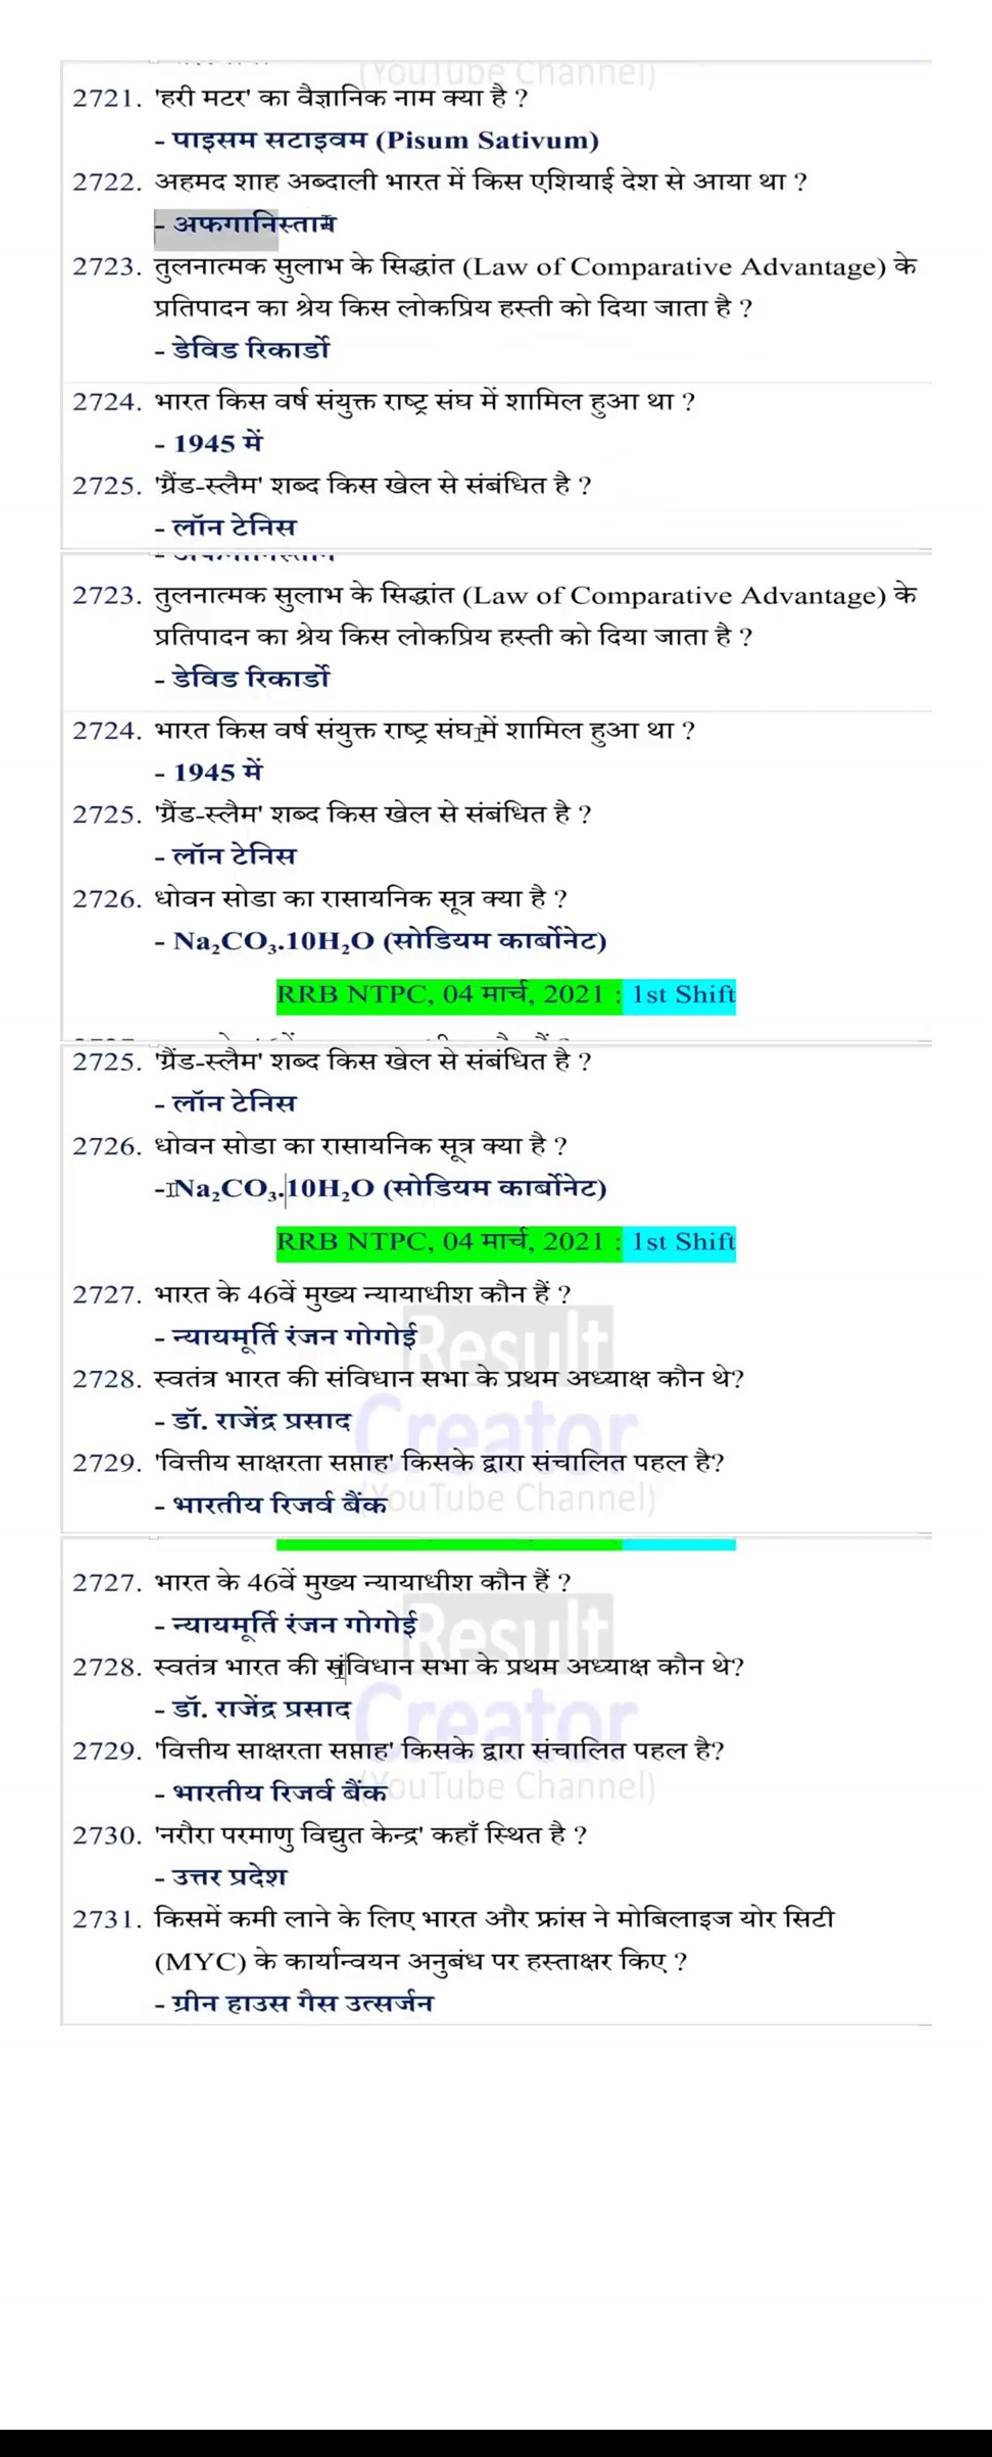 (YouTube Channel)
2721. 'हरी मटर' का वैज्ञानिक नाम क्या है ?
- पाइसम सटाइवम (Pisum Sativum)
2722. अहमद शाह अब्दाली भारत में किस एशियाई देश से आया था ?
- अफगानिस्तान
2723. तुलनात्मक सुलाभ के सिद्धांत (Law of Comparative Advantage) के
प्रतिपादन का श्रेय किस लोकप्रिय हस्ती को दिया जाता है ?
- डेविड रिकार्डो
2724. भारत किस वर्ष संयुक्त राष्ट्र संघ में शामिल हुआ था ?
- 1945 में
2725. 'ग्रैंड-स्लैम' शब्द किस खेल से संबंधित है ?
- लॉन टेनिस
2723. तुलनात्मक सुलाभ के सिद्धांत (Law of Comparative Advantage) के
प्रतिपादन का श्रेय किस लोकप्रिय हस्ती को दिया जाता है ?
- डेविड रिकार्डो
2724. भारत किस वर्ष संयुक्त राष्ट्र संघ में शामिल हुआ था ?
- 1945 में
2725. 'ग्रैंड-स्लैम' शब्द किस खेल से संबंधित है ?
- लॉन टेनिस
2726. धोवन सोडा का रासायनिक सूत्र क्या है ?
- Na₂CO₃.10H₂O (सोडियम कार्बोनेट)
RRB NTPC, 04 मार्च, 2021 : 1st Shift
2725. 'ग्रैंड-स्लैम' शब्द किस खेल से संबंधित है ?
- लॉन टेनिस
2726. धोवन सोडा का रासायनिक सूत्र क्या है ?
- Na₂CO₃.10H₂O (सोडियम कार्बोनेट)
RRB NTPC, 04 मार्च, 2021 : 1st Shift
2727. भारत के 46वें मुख्य न्यायाधीश कौन हैं ?
- न्यायमूर्ति रंजन गोगोई
Result
2728. स्वतंत्र भारत की संविधान सभा के प्रथम अध्याक्ष कौन थे?
- डॉ. राजेंद्र प्रसाद
Creator
2729. 'वित्तीय साक्षरता सप्ताह' किसके द्वारा संचालित पहल है?
- भारतीय रिजर्व बैंक
(YouTube Channel)
2727. भारत के 46वें मुख्य न्यायाधीश कौन हैं ?
- न्यायमूर्ति रंजन गोगोई
Result
2728. स्वतंत्र भारत की संविधान सभा के प्रथम अध्याक्ष कौन थे?
- डॉ. राजेंद्र प्रसाद
Creator
2729. 'वित्तीय साक्षरता सप्ताह' किसके द्वारा संचालित पहल है?
- भारतीय रिजर्व बैंक
(YouTube Channel)
2730. 'नरौरा परमाणु विद्युत केन्द्र' कहाँ स्थित है ?
- उत्तर प्रदेश
2731. किसमें कमी लाने के लिए भारत और फ्रांस ने मोबिलाइज योर सिटी
(MYC) के कार्यान्वयन अनुबंध पर हस्ताक्षर किए ?
- ग्रीन हाउस गैस उत्सर्जन